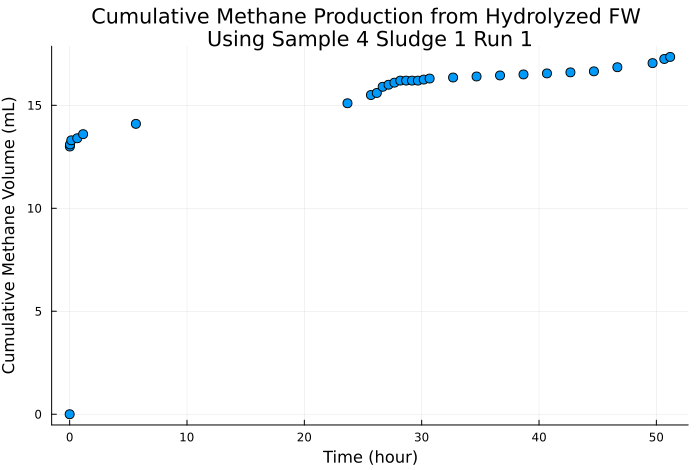 Cumulative Methane Production from Hydrolyzed FW
Using Sample 4 Sludge 1 Run 1
Cumulative Methane Volume (mL)
15
10
5
0
0 10 20 30 40 50
Time (hour)